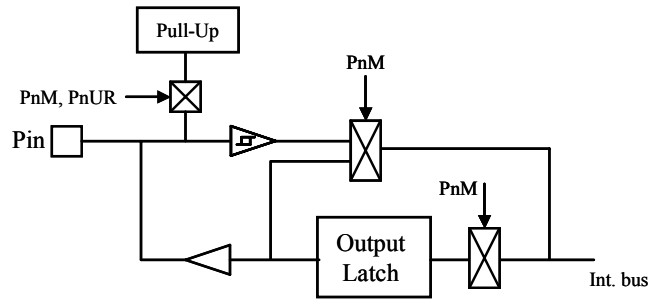 Pull-Up
PnM
PnM, PnUR
Pin
PnM
Output
Latch
Int. bus